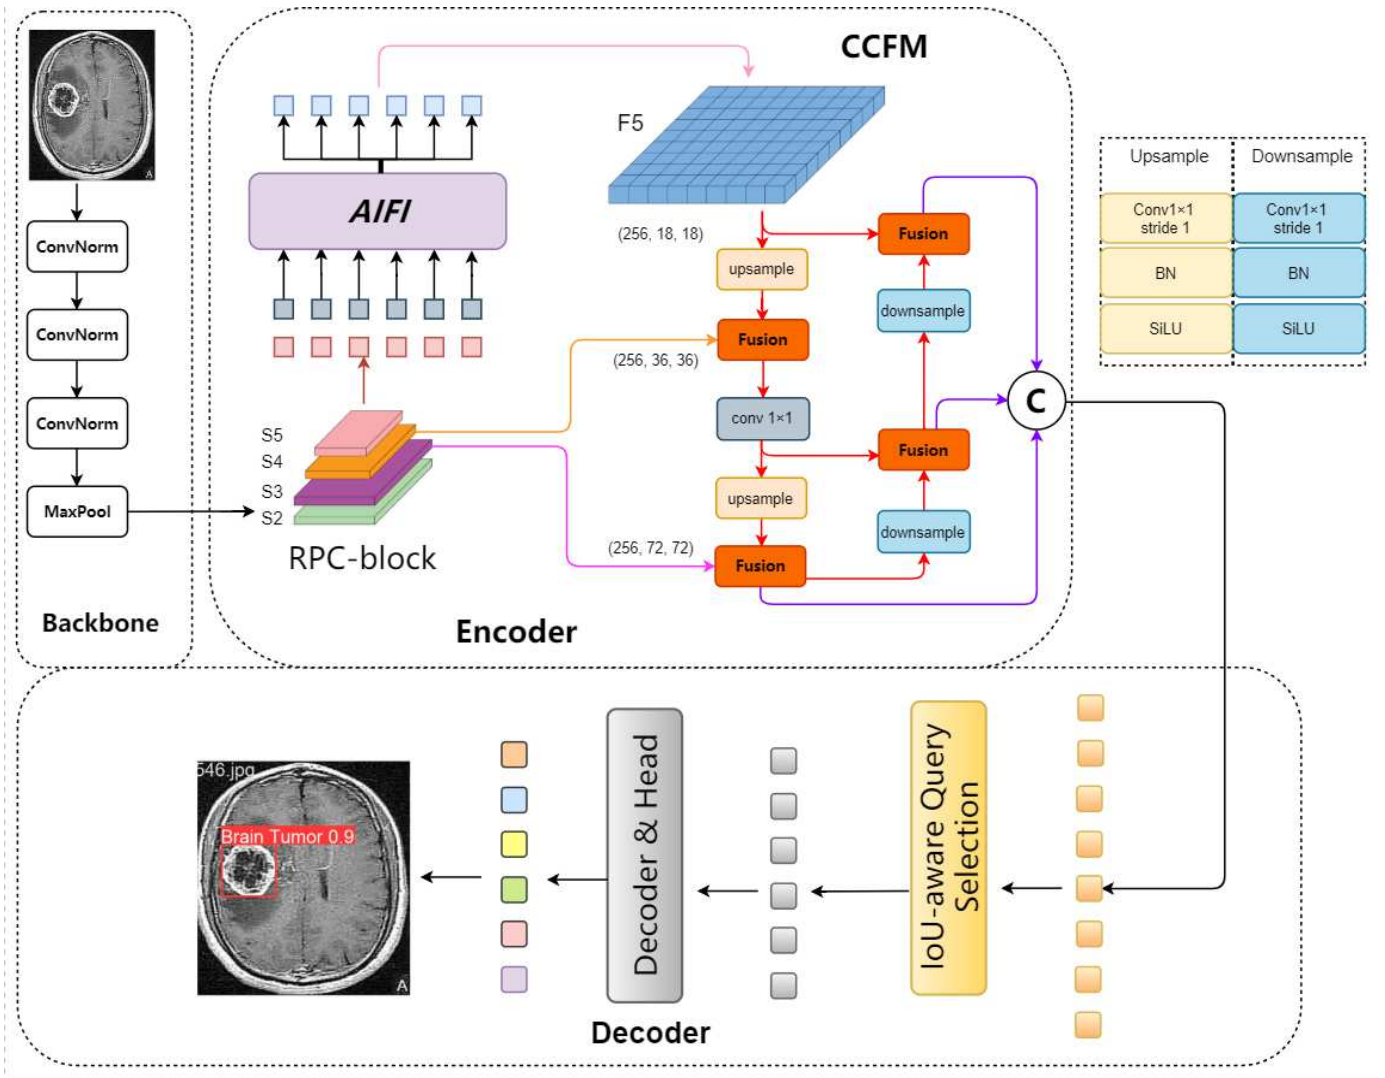 A
ConvNorm
ConvNorm
ConvNorm
MaxPool
Backbone
CCFM
F5
AIFI
(256, 18, 18)
upsample
Fusion
(256, 36, 36)
conv 1×1
upsample
(256, 72, 72)
Fusion
Fusion
downsample
Fusion
downsample
C
S5
S4
S3
S2
RPC-block
Encoder
Upsample
Downsample
Conv1×1
stride 1
Conv1×1
stride 1
BN
BN
SiLU
SiLU
546.jpg
Brain Tumor 0.9
A
Decoder & Head
IoU-aware Query
Selection
Decoder